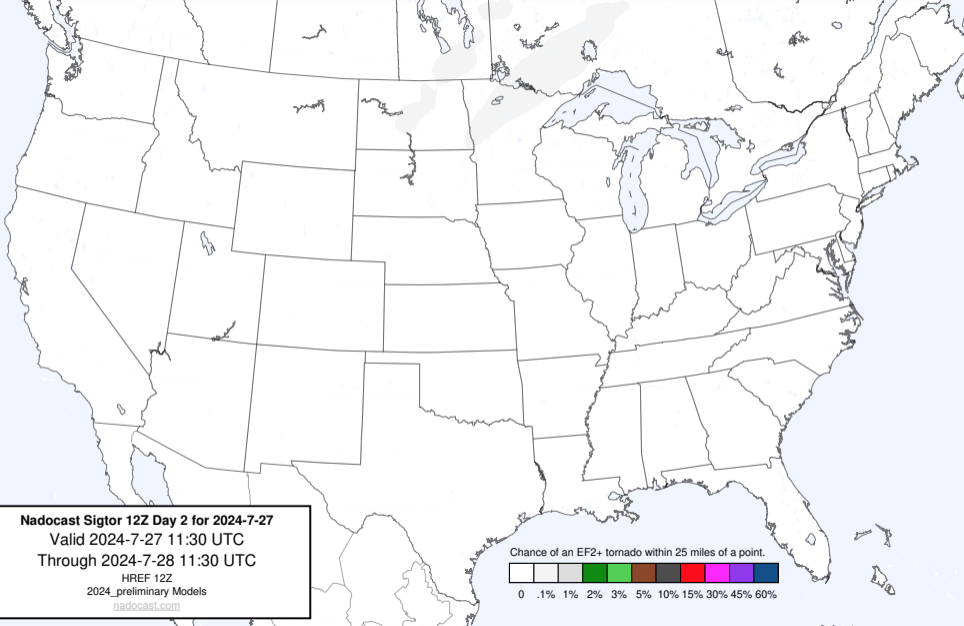 Nadocast Sigtor 12Z Day 2 for 2024-7-27
Valid 2024-7-27 11:30 UTC
Through 2024-7-28 11:30 UTC
HREF 12Z
2024_preliminary Models
nadocast.com
Chance of an EF2+ tornado within 25 miles of a point.
0 .1% 1% 2% 3% 5% 10% 15% 30% 45% 60%